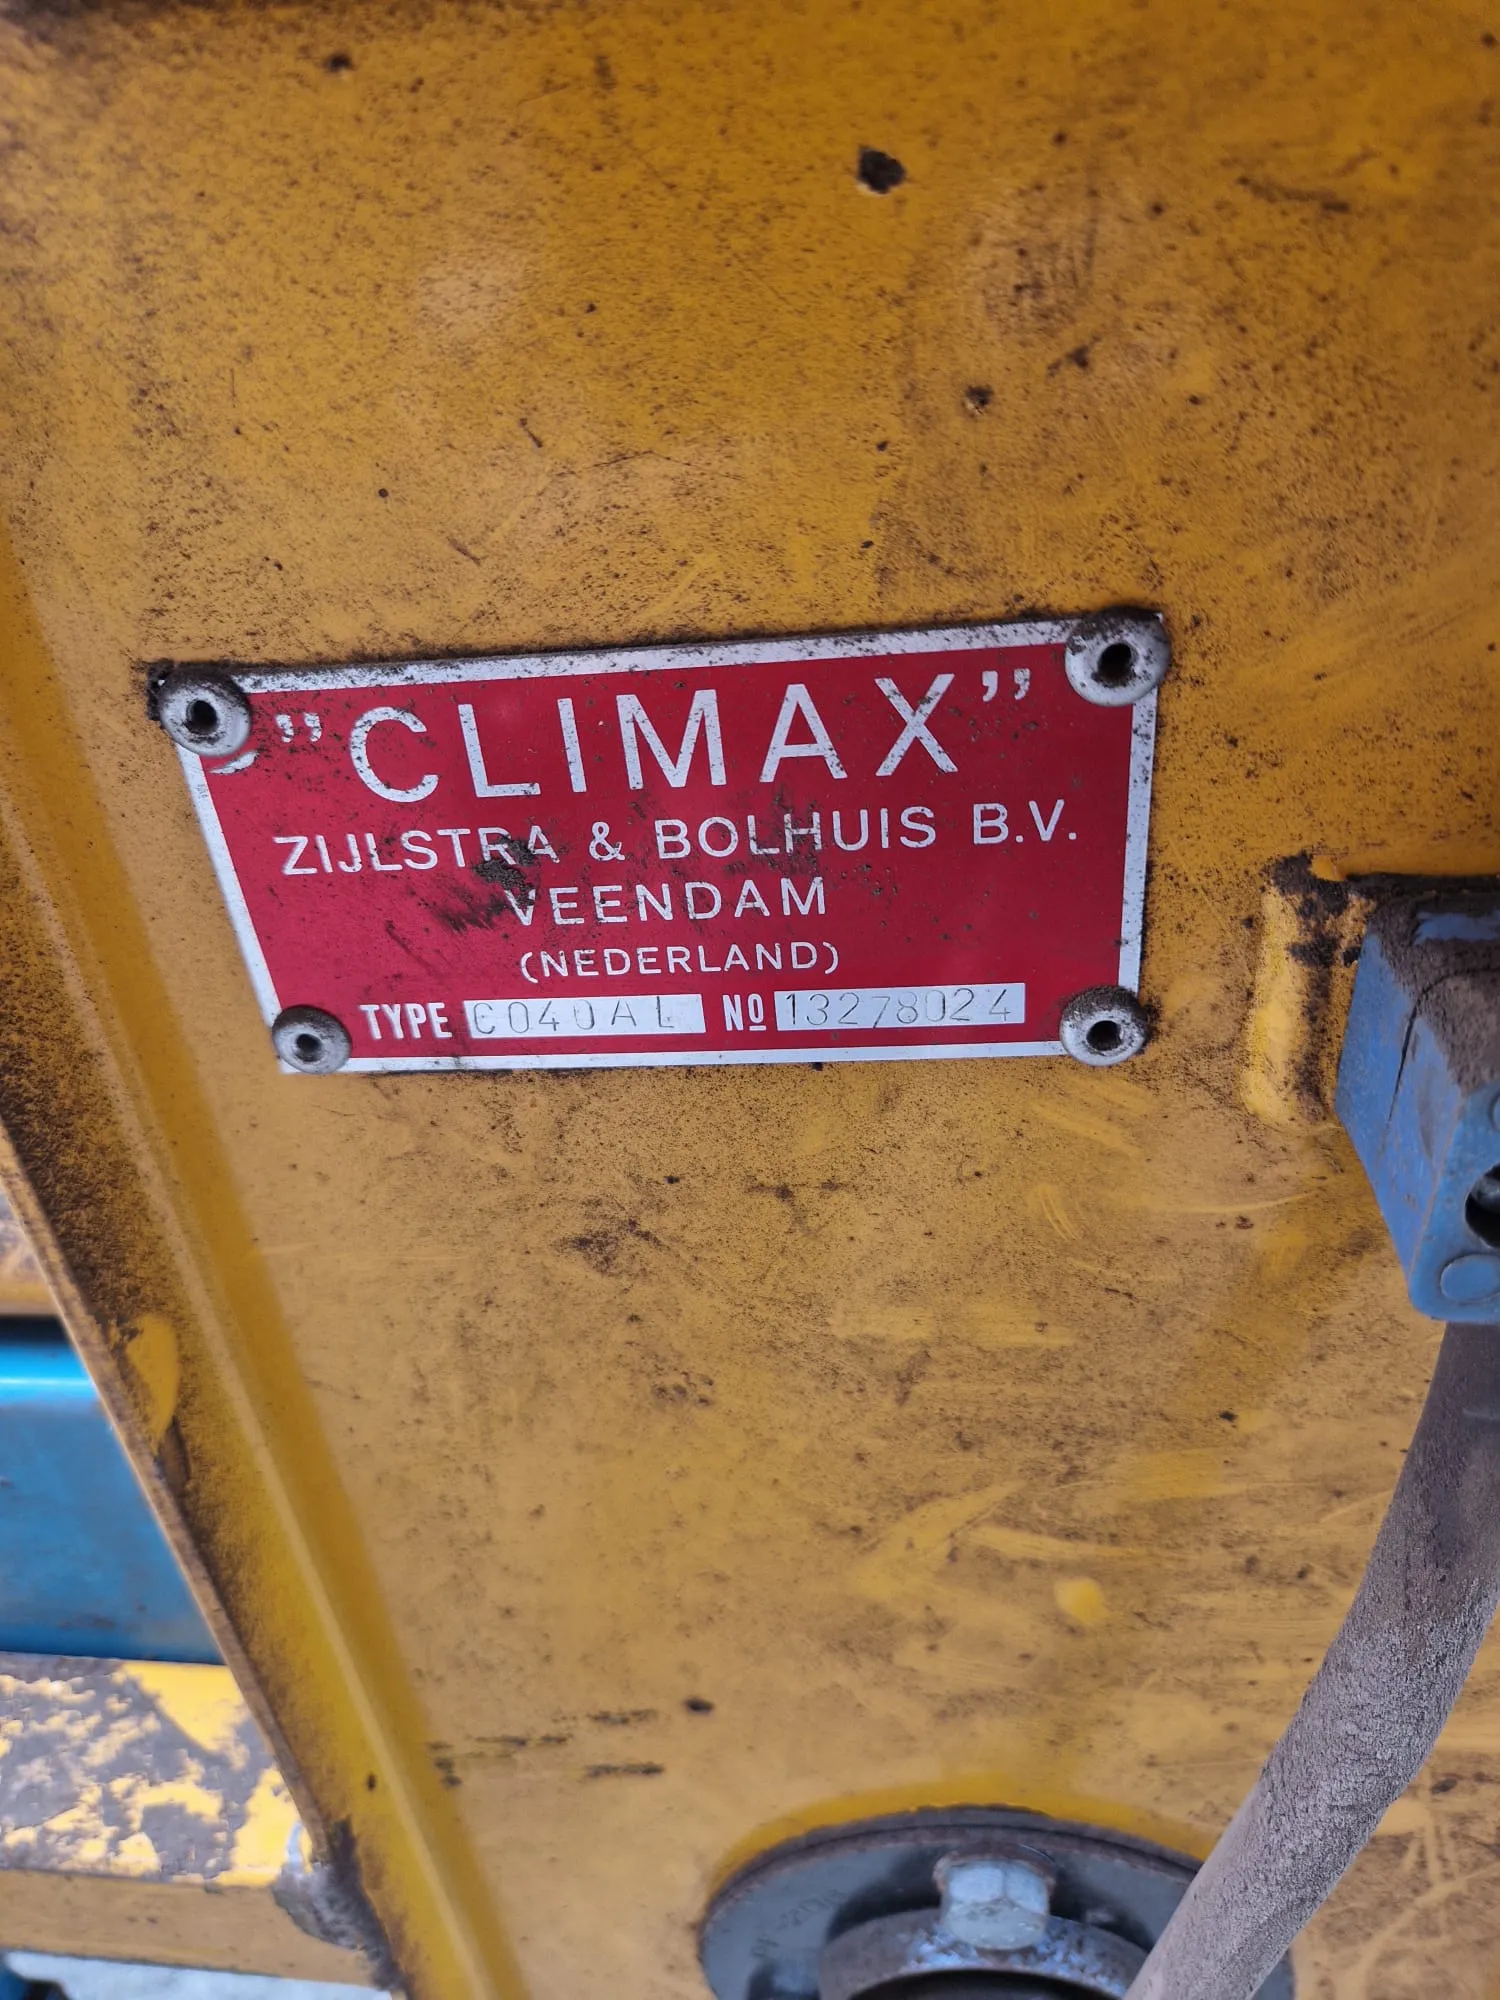 ”CLIMAX”
ZIJLSTRA & BOLHUIS B.V.
VEENDAM
(NEDERLAND)
TYPE C040AL Nº 13278024